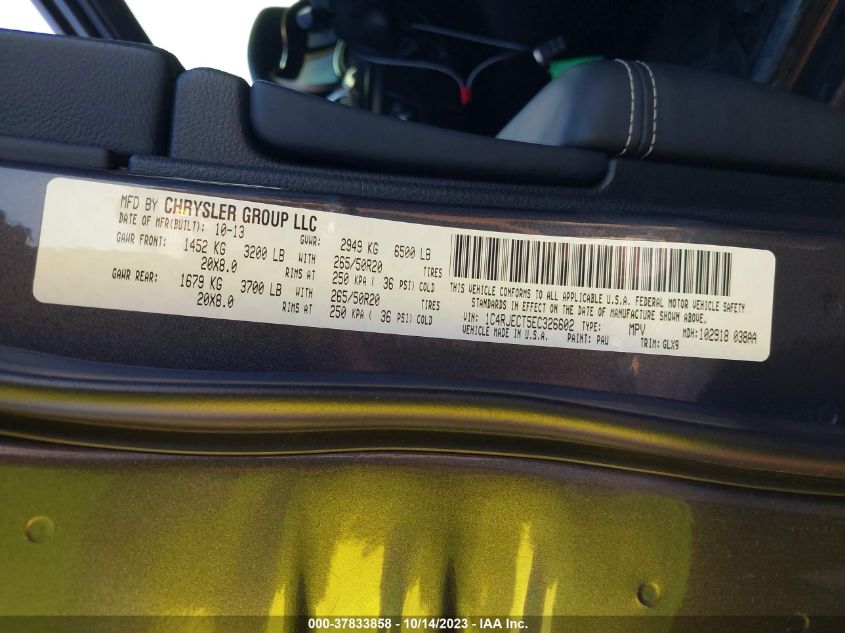 MFD BY CHRYSLER GROUP LLC
DATE OF MFR(BUILT): 10-13 GVWR: 2949 KG 6500 LB
GAWR FRONT: 1452 KG 3200 LB WITH 265/50R20 TIRES
20X8.0 RIMS AT 250 KPA ( 36 PSI) COLD
GAWR REAR: 1679 KG 3700 LB WITH 265/50R20 TIRES
20X8.0 RIMS AT 250 KPA ( 36 PSI) COLD
THIS VEHICLE CONFORMS TO ALL APPLICABLE U.S.A. FEDERAL MOTOR VEHICLE SAFETY
STANDARDS IN EFFECT ON THE DATE OF MANUFACTURE SHOWN ABOVE.
VIN: 1C4RJECT5EC326602 TYPE: MPV MDH:102918 038AA
VEHICLE MADE IN U.S.A. PAINT: PAU TRIM: GLX9
000-37833858 - 10/14/2023 - IAA Inc.